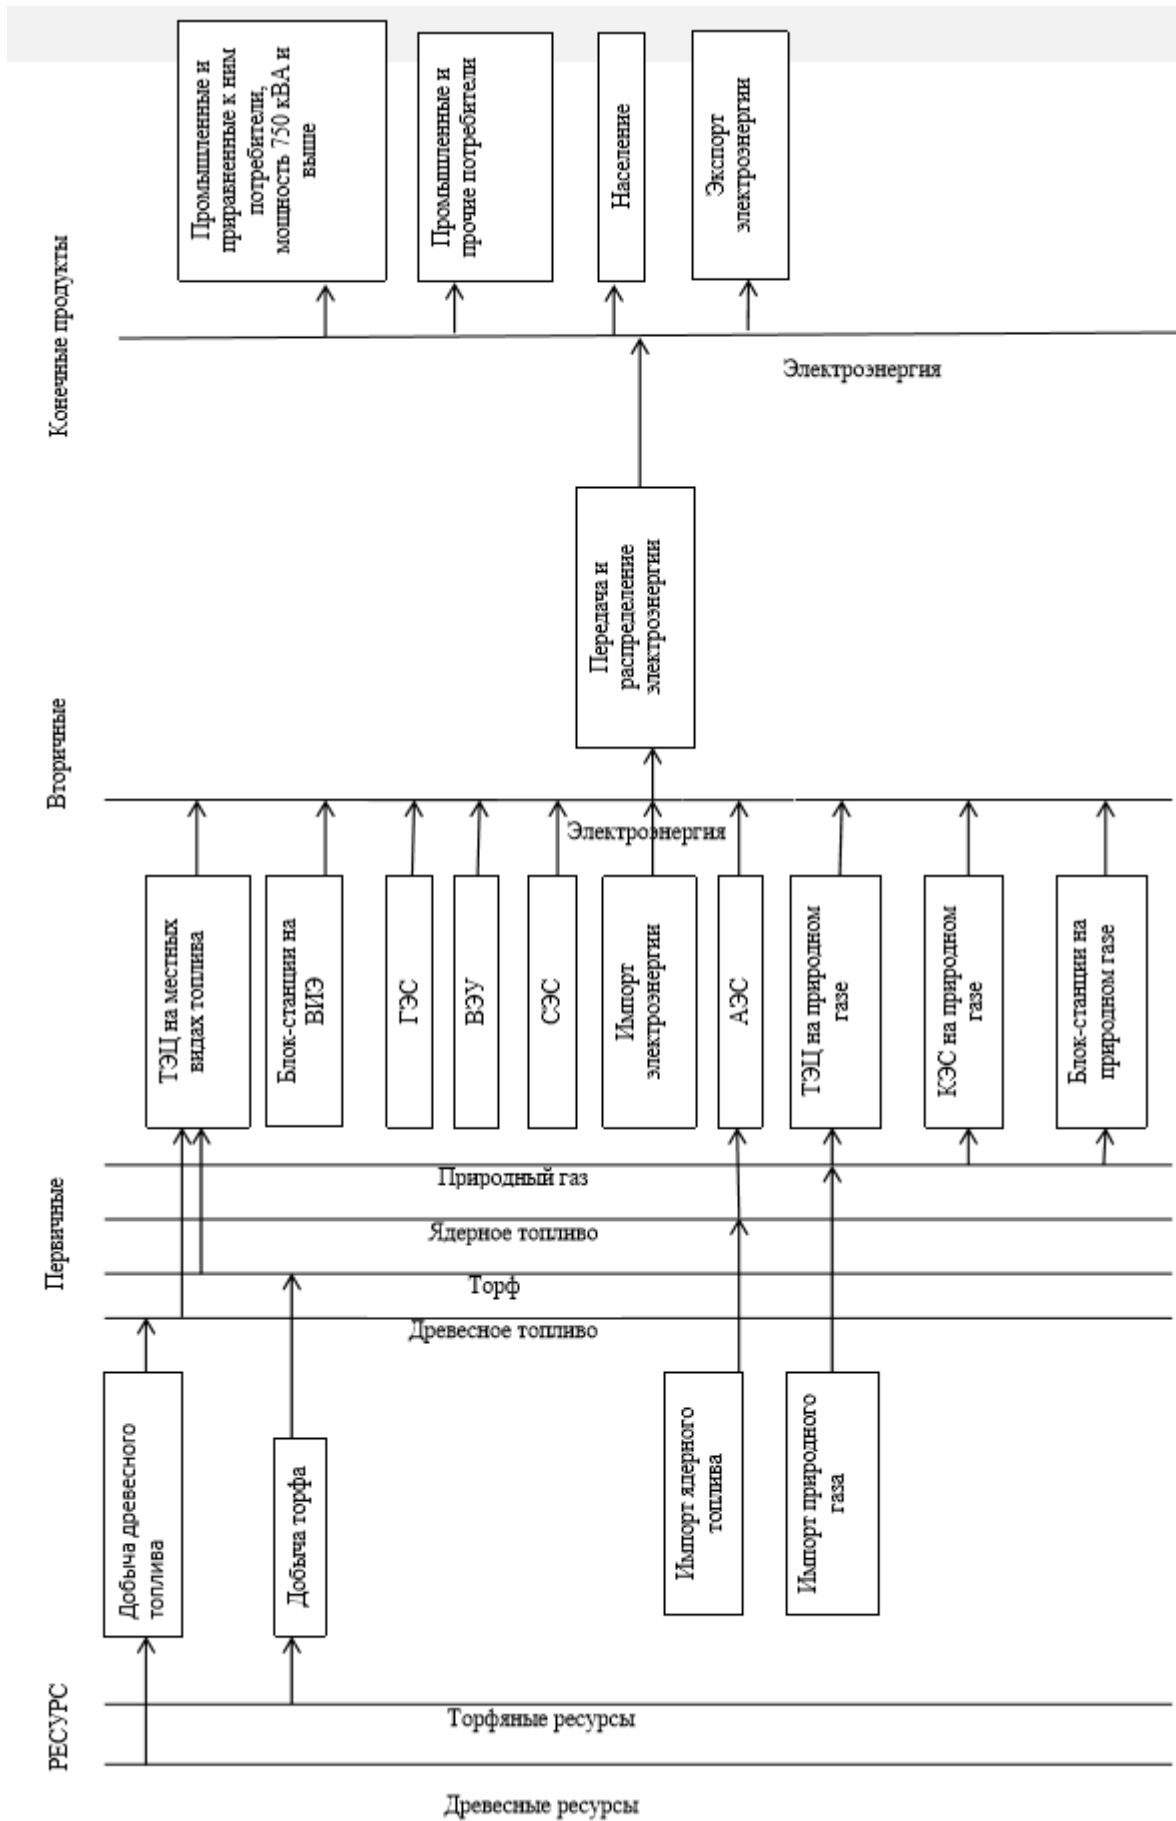 РЕСУРС
Первичные
Вторичные
Конечные продукты
Древесные ресурсы
Торфяные ресурсы
Добыча древесного
топлива
Добыча торфа
Импорт ядерного
топлива
Импорт природного
газа
Древесное топливо
Торф
Ядерное топливо
Природный газ
ТЭЦ на местных
видах топлива
Блок-станции на
ВИЭ
ГЭС
ВЭУ
СЭС
Импорт
электроэнергии
АЭС
ТЭЦ на природном
газе
КЭС на природном
газе
Блок-станции на
природном газе
Электроэнергия
Передача и
распределение
электроэнергии
Электроэнергия
Промышленные и
приравненные к ним
потребители,
мощность 750 кВА и
выше
Промышленные и
прочие потребители
Население
Экспорт
электроэнергии